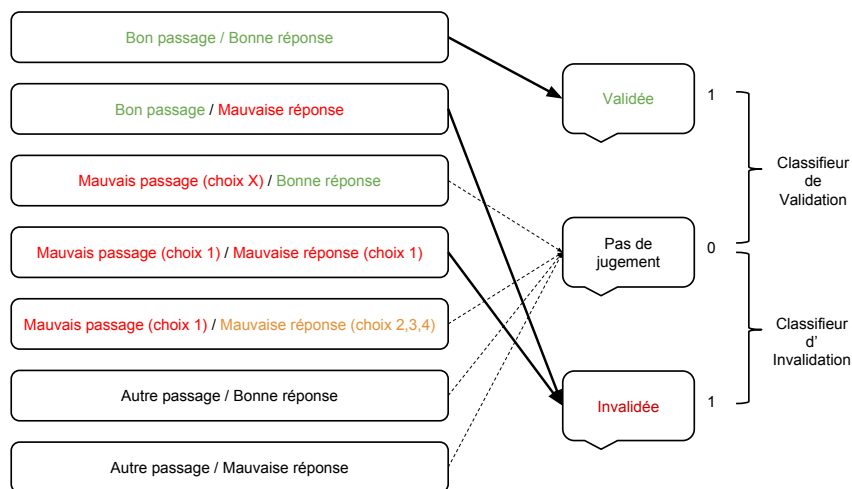 Bon passage / Bonne réponse
Bon passage / Mauvaise réponse
Mauvais passage (choix X) / Bonne réponse
Mauvais passage (choix 1) / Mauvaise réponse (choix 1)
Mauvais passage (choix 1) / Mauvaise réponse (choix 2,3,4)
Autre passage / Bonne réponse
Autre passage / Mauvaise réponse
Validée
1
Pas de
jugement
0
Invalidée
1
Classifieur
de
Validation
Classifieur
d'
Invalidation